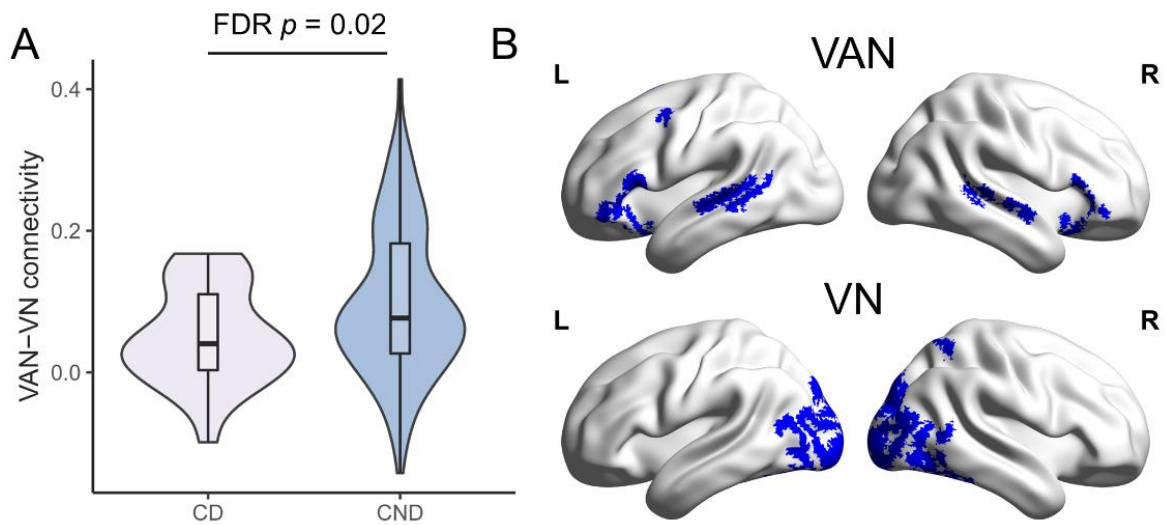 A
FDR p = 0.02
VAN−VN connectivity
0.4
0.2
0.0
CD
CND
B
VAN
L
R
VN
L
R